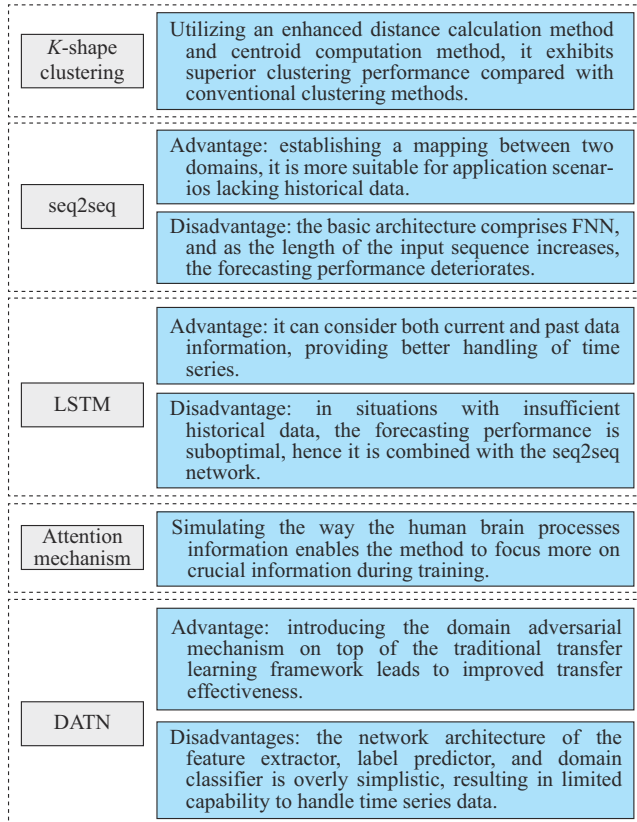 K-shape
clustering
Utilizing an enhanced distance calculation method
and centroid computation method, it exhibits
superior clustering performance compared with
conventional clustering methods.
seq2seq
Advantage: establishing a mapping between two
domains, it is more suitable for application scenar-
ios lacking historical data.
Disadvantage: the basic architecture comprises FNN,
and as the length of the input sequence increases,
the forecasting performance deteriorates.
LSTM
Advantage: it can consider both current and past data
information, providing better handling of time
series.
Disadvantage: in situations with insufficient
historical data, the forecasting performance is
suboptimal, hence it is combined with the seq2seq
network.
Attention
mechanism
Simulating the way the human brain processes
information enables the method to focus more on
crucial information during training.
DATN
Advantage: introducing the domain adversarial
mechanism on top of the traditional transfer
learning framework leads to improved transfer
effectiveness.
Disadvantages: the network architecture of the
feature extractor, label predictor, and domain
classifier is overly simplistic, resulting in limited
capability to handle time series data.